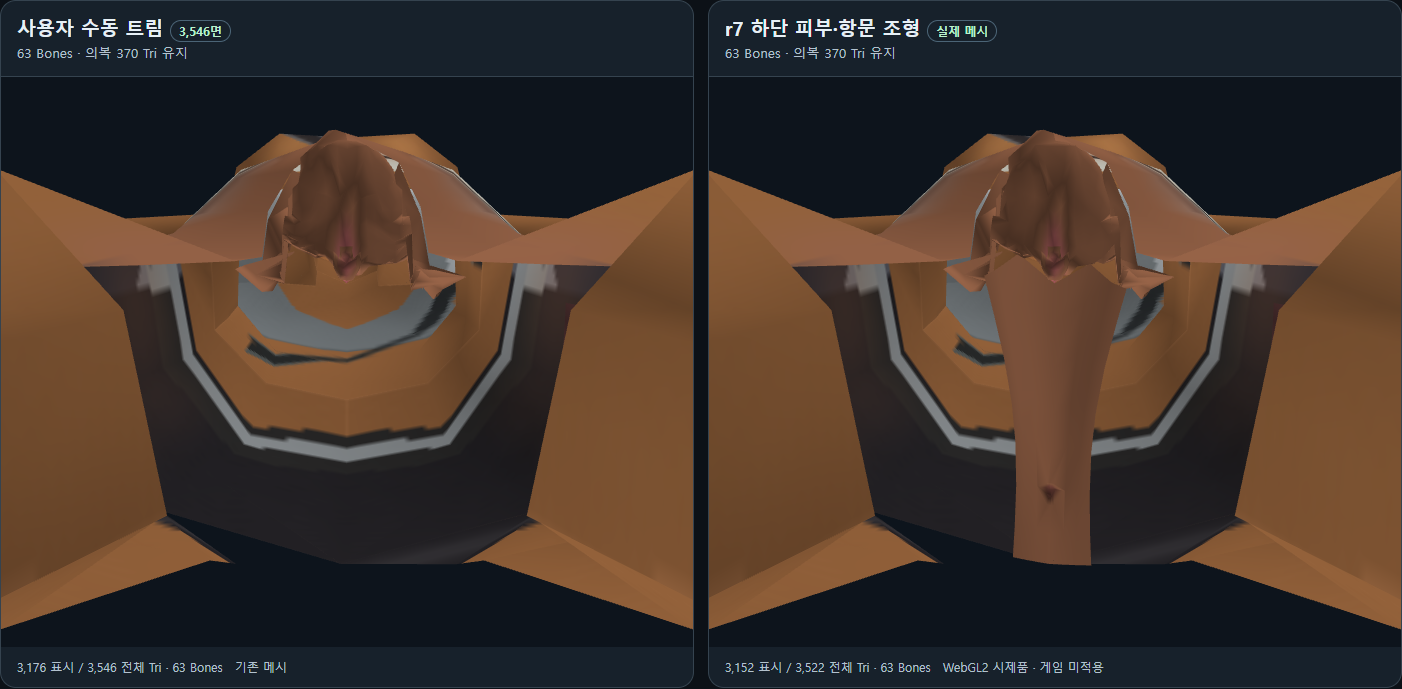 사용자 수동 트림 3,546면
63 Bones · 의복 370 Tri 유지
3,176 표시 / 3,546 전체 Tri · 63 Bones 기존 메시
r7 하단 피부·항문 조형 실제 메시
63 Bones · 의복 370 Tri 유지
3,152 표시 / 3,522 전체 Tri · 63 Bones WebGL2 시제품 · 게임 미적용